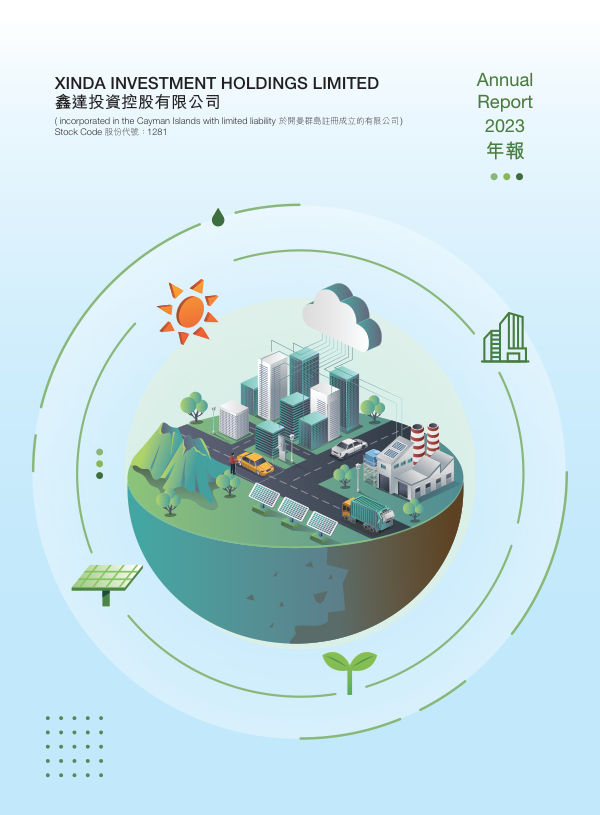 XINDA INVESTMENT HOLDINGS LIMITED
鑫達投資控股有限公司
( incorporated in the Cayman Islands with limited liability 於開曼群島註冊成立的有限公司)
Stock Code 股份代號：1281
Annual
Report
2023
年報